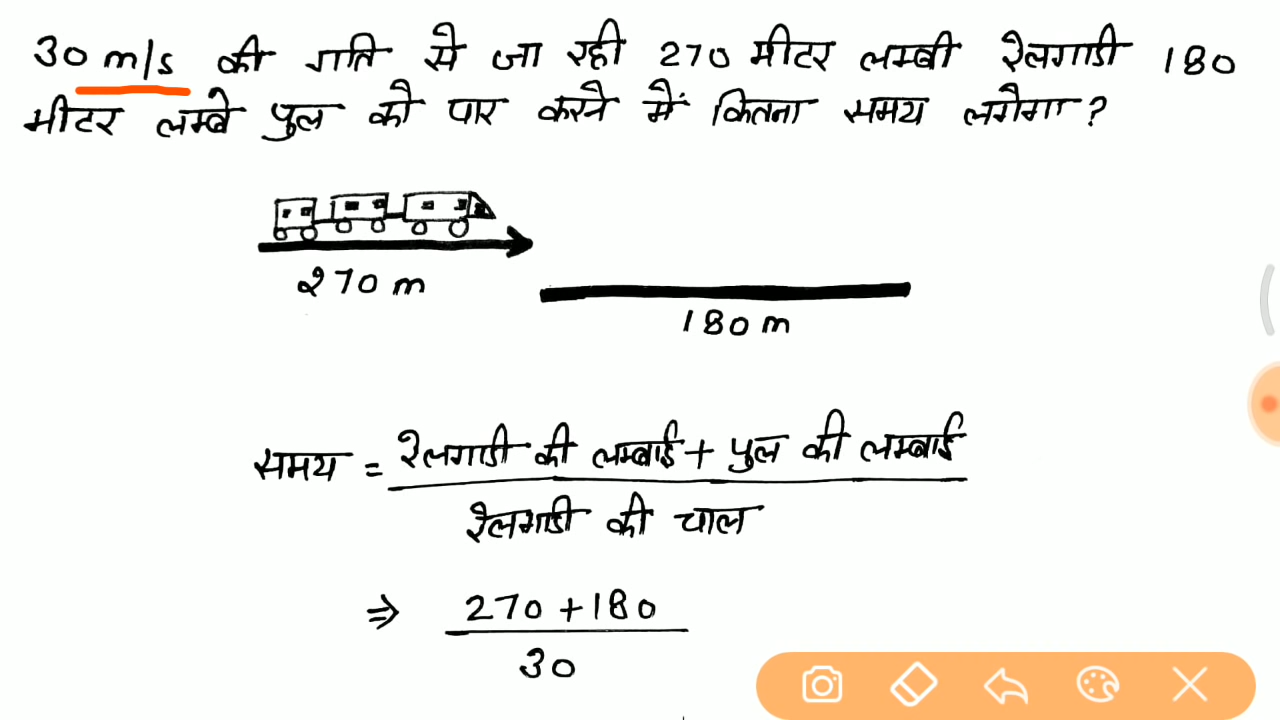 30 m/s की गति से जा रही 270 मीटर लम्बी रेलगाडी 180
मीटर लम्बे पुल को पार करने में कितना समय लगेगा ?
270 m
180 m
समय = रेलगाडी की लम्बाई + पुल की लम्बाई
रेलगाडी की चाल
⇒ 270 + 180
30